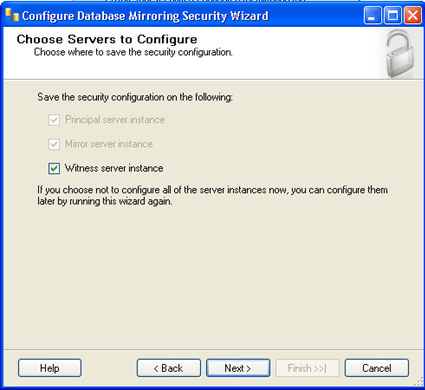 Configure Database Mirroring Security Wizard
Choose Servers to Configure
Choose where to save the security configuration.
Save the security configuration on the following:
Principal server instance
Mirror server instance
Witness server instance
If you choose not to configure all of the server instances now, you can configure them
later by running this wizard again.
Help
< Back
Next >
Finish >>|
Cancel